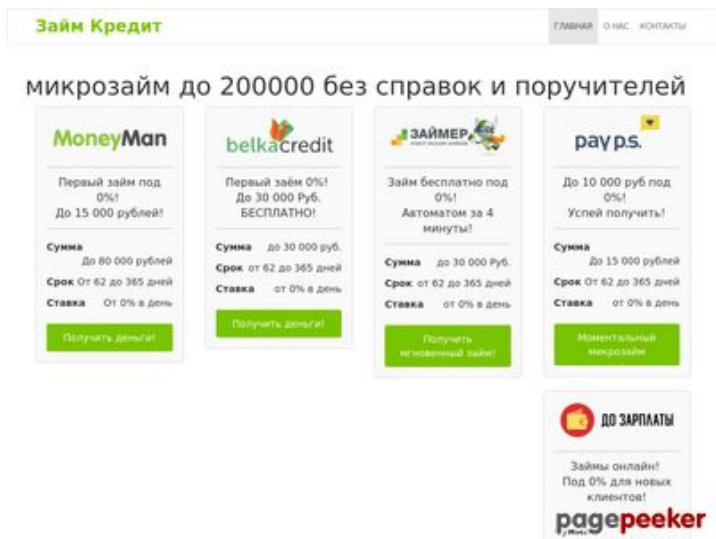 Займ Кредит
ГЛАВНАЯ О НАС. КОНТАКТЫ
микрозайм до 200000 без справок и поручителей
MoneyMan
Первый займ под
0%!
До 15 000 рублей!
Сумма
До 80 000 рублей
Срок От 62 до 365 дней
Ставка От 0% в день
Получить деньги!
belkacredit
Первый заём 0%!
До 30 000 Руб.
БЕСПЛАТНО!
Сумма до 30 000 руб.
Срок от 62 до 365 дней
Ставка от 0% в день
Получить деньги!
ЗАЙМЕР
Займ бесплатно под
0%!
Автоматом за 4
минуты!
Сумма до 30 000 Руб.
Срок от 62 до 365 дней
Ставка от 0% в день
Получить
мгновенный займ!
pay p.s.
До 10 000 руб под
0%!
Успей получить!
Сумма
До 15 000 рублей
Срок От 62 до 365 дней
Ставка от 0% в день
Моментальный
микрозайм
ДО ЗАРПЛАТЫ
Займы онлайн!
Под 0% для новых
клиентов!
pagepeeker